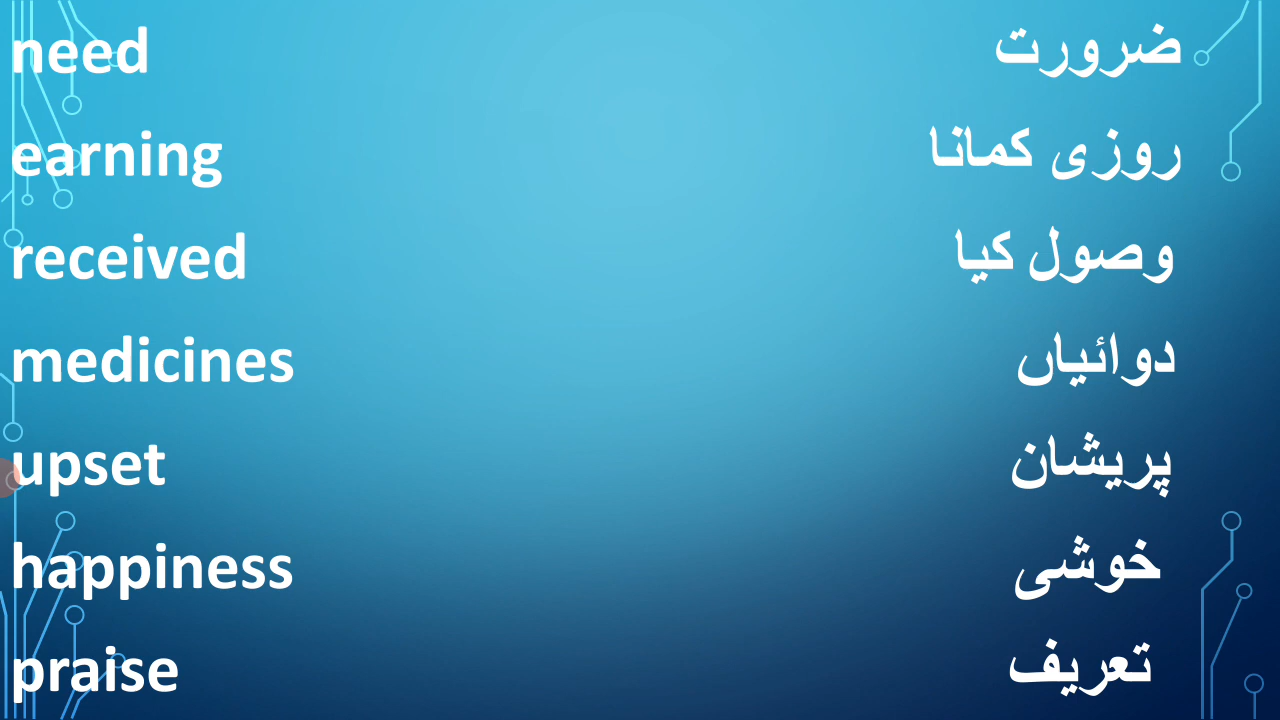 need ضرورت
earning روزی کمانا
received وصول کیا
medicines دوائیاں
upset پریشان
happiness خوشی
praise تعریف